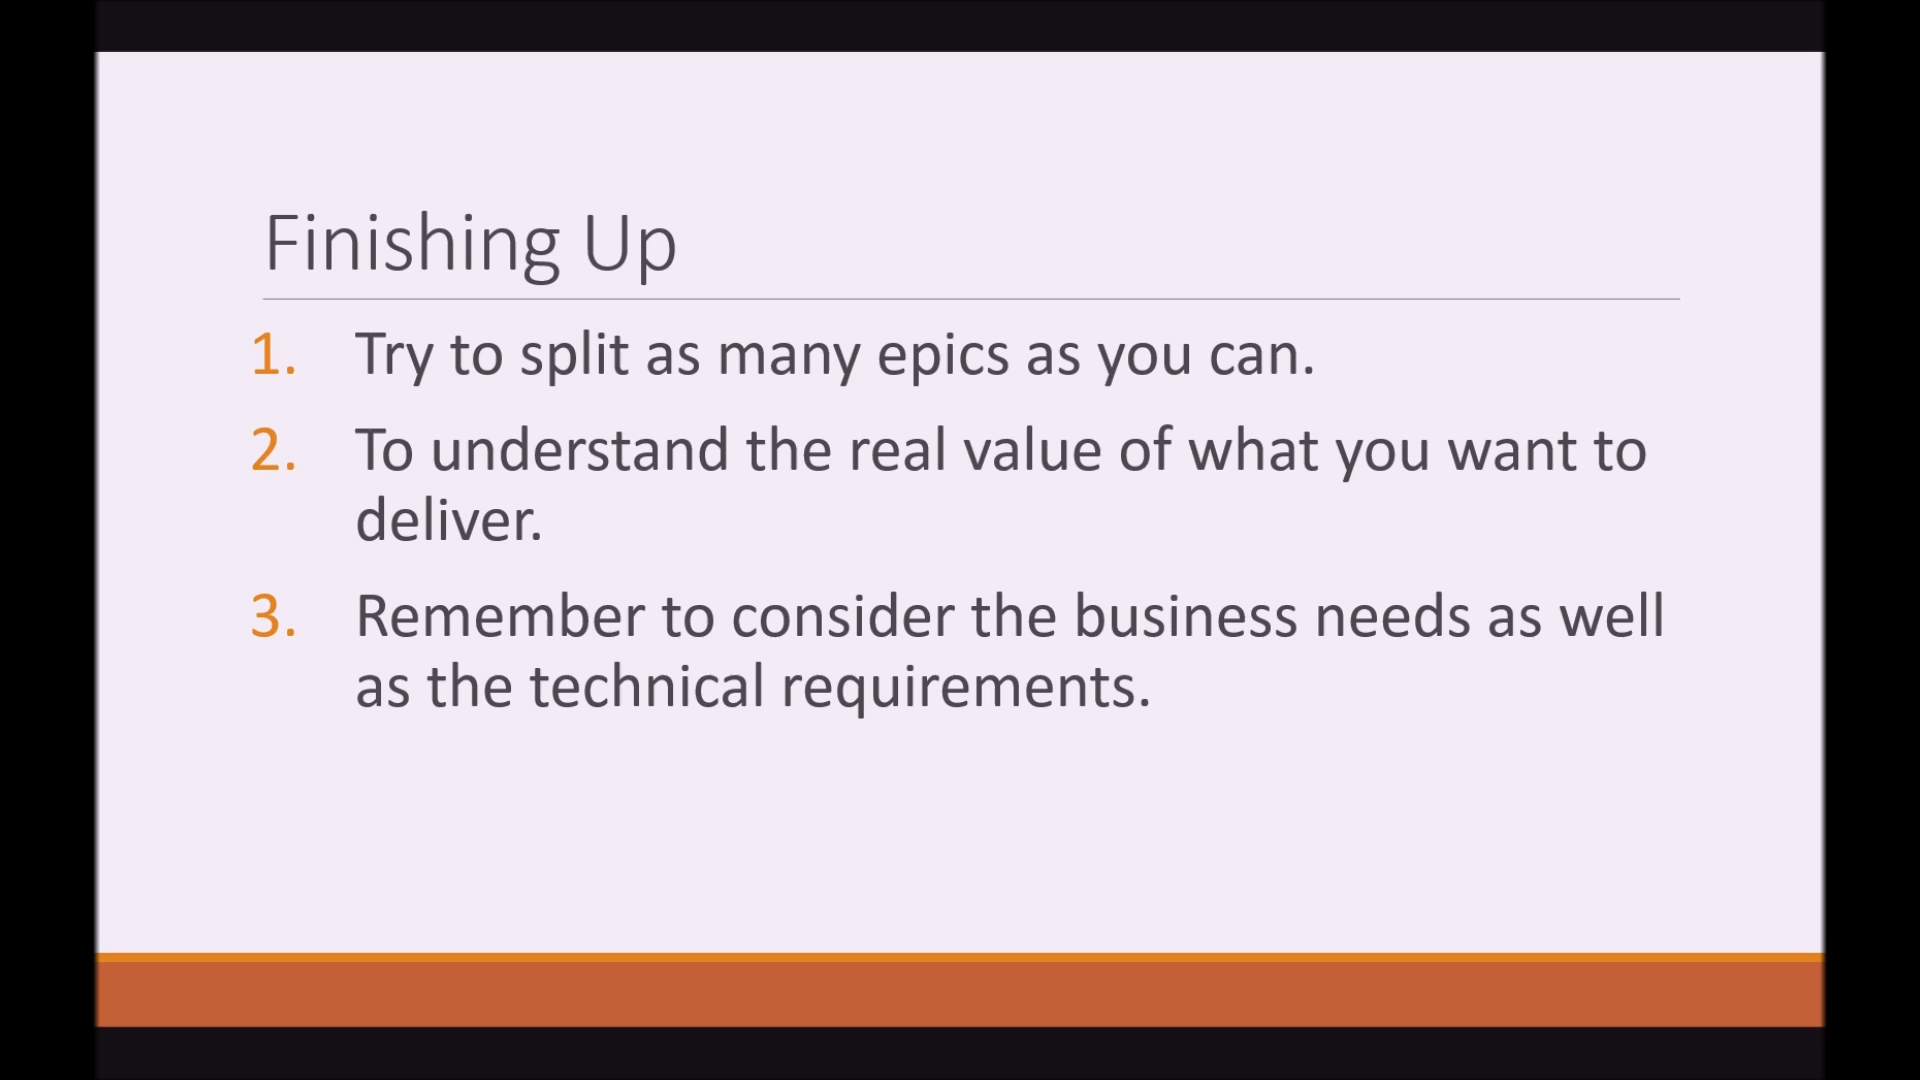 Finishing Up
1. Try to split as many epics as you can.
2. To understand the real value of what you want to
deliver.
3. Remember to consider the business needs as well
as the technical requirements.